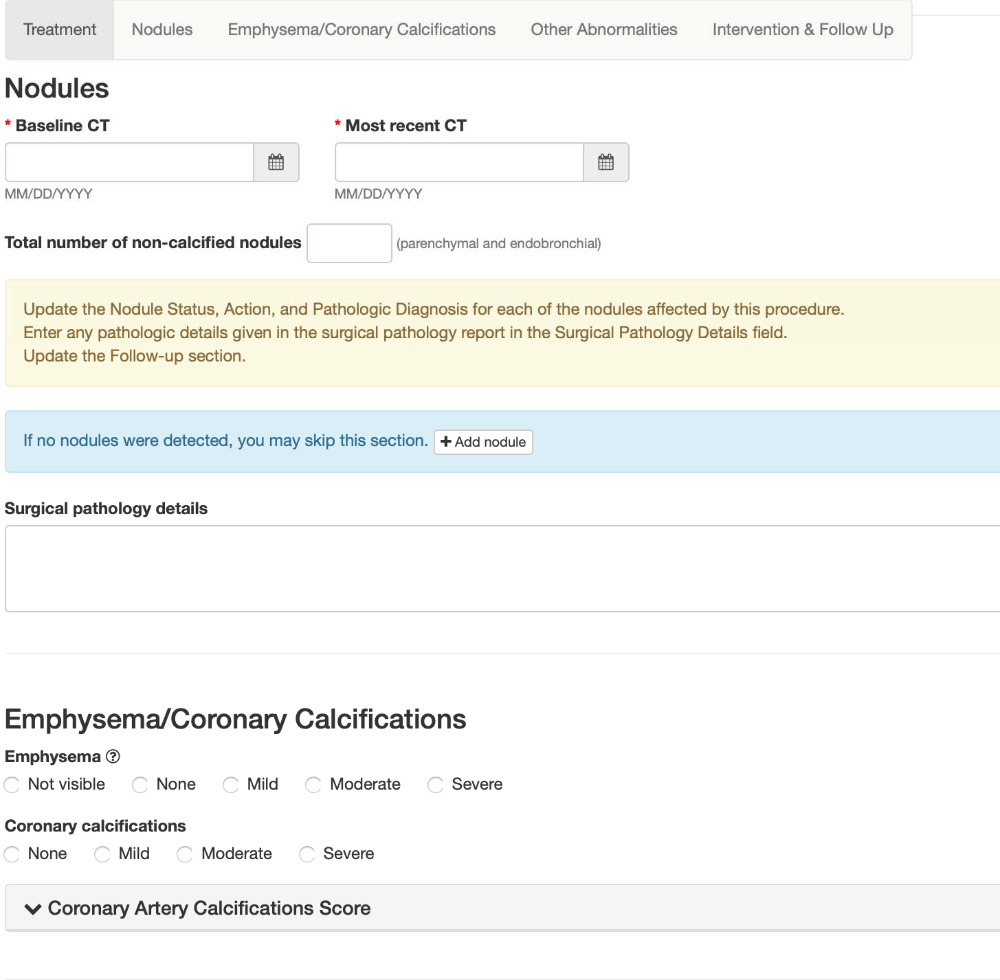 Treatment Nodules Emphysema/Coronary Calcifications Other Abnormalities Intervention & Follow Up
Nodules
* Baseline CT * Most recent CT
MM/DD/YYYY MM/DD/YYYY
Total number of non-calcified nodules (parenchymal and endobronchial)
Update the Nodule Status, Action, and Pathologic Diagnosis for each of the nodules affected by this procedure.
Enter any pathologic details given in the surgical pathology report in the Surgical Pathology Details field.
Update the Follow-up section.
If no nodules were detected, you may skip this section. + Add nodule
Surgical pathology details
Emphysema/Coronary Calcifications
Emphysema ?
Not visible None Mild Moderate Severe
Coronary calcifications
None Mild Moderate Severe
Coronary Artery Calcifications Score